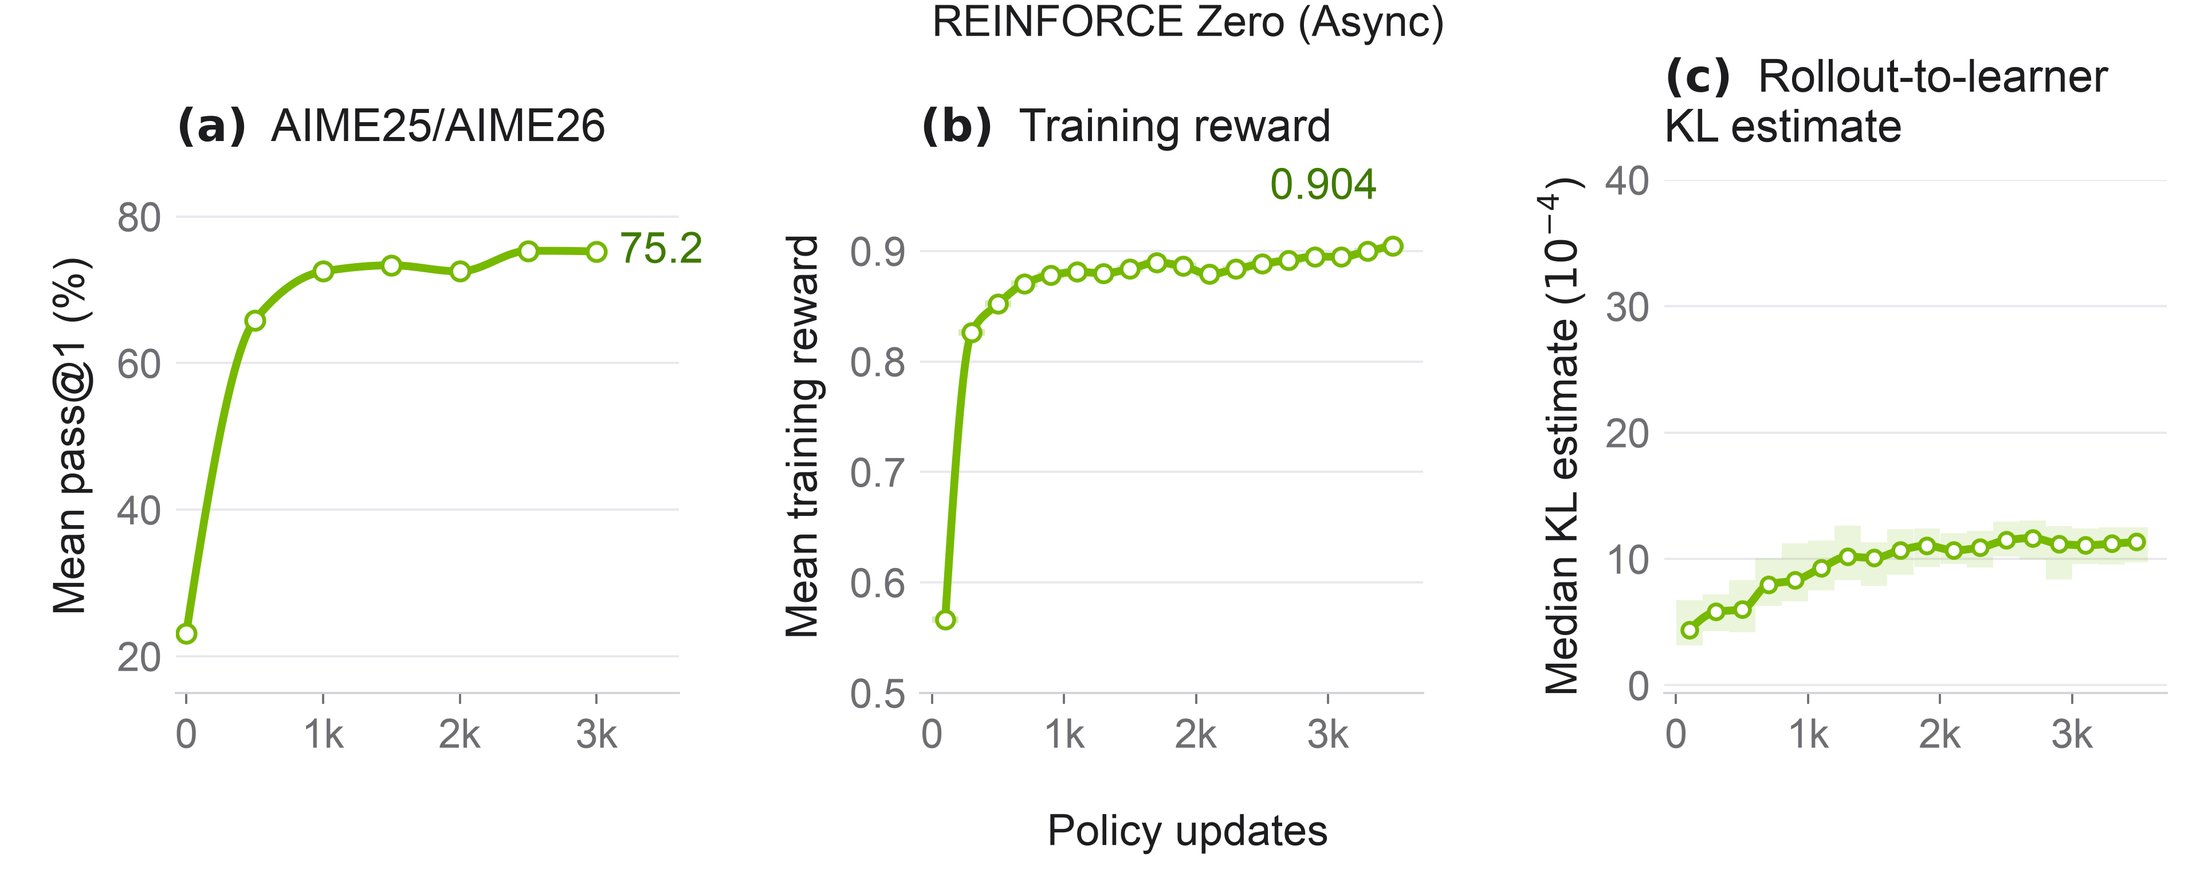 REINFORCE Zero (Async)
(a) AIME25/AIME26
Mean pass@1 (%)
80
60
40
20
0 1k 2k 3k
75.2
(b) Training reward
Mean training reward
0.904
0.9
0.8
0.7
0.6
0.5
0 1k 2k 3k
(c) Rollout-to-learner
KL estimate
Median KL estimate (10⁻⁴)
40
30
20
10
0
0 1k 2k 3k
Policy updates